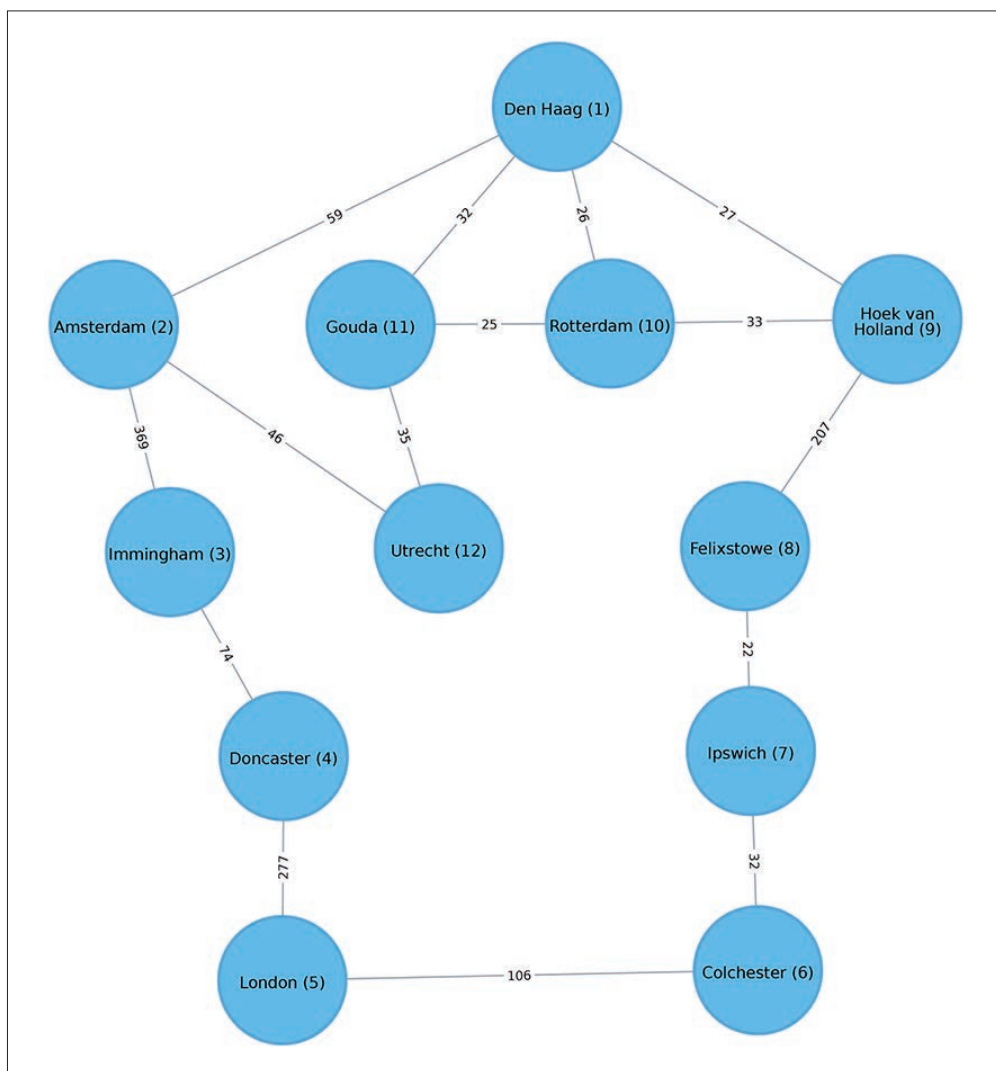 Den Haag (1)
59
32
26
27
Amsterdam (2)
Gouda (11)
25
Rotterdam (10)
33
Hoek van
Holland (9)
369
46
35
207
Immingham (3)
Utrecht (12)
Felixstowe (8)
74
22
Doncaster (4)
Ipswich (7)
277
32
London (5)
106
Colchester (6)